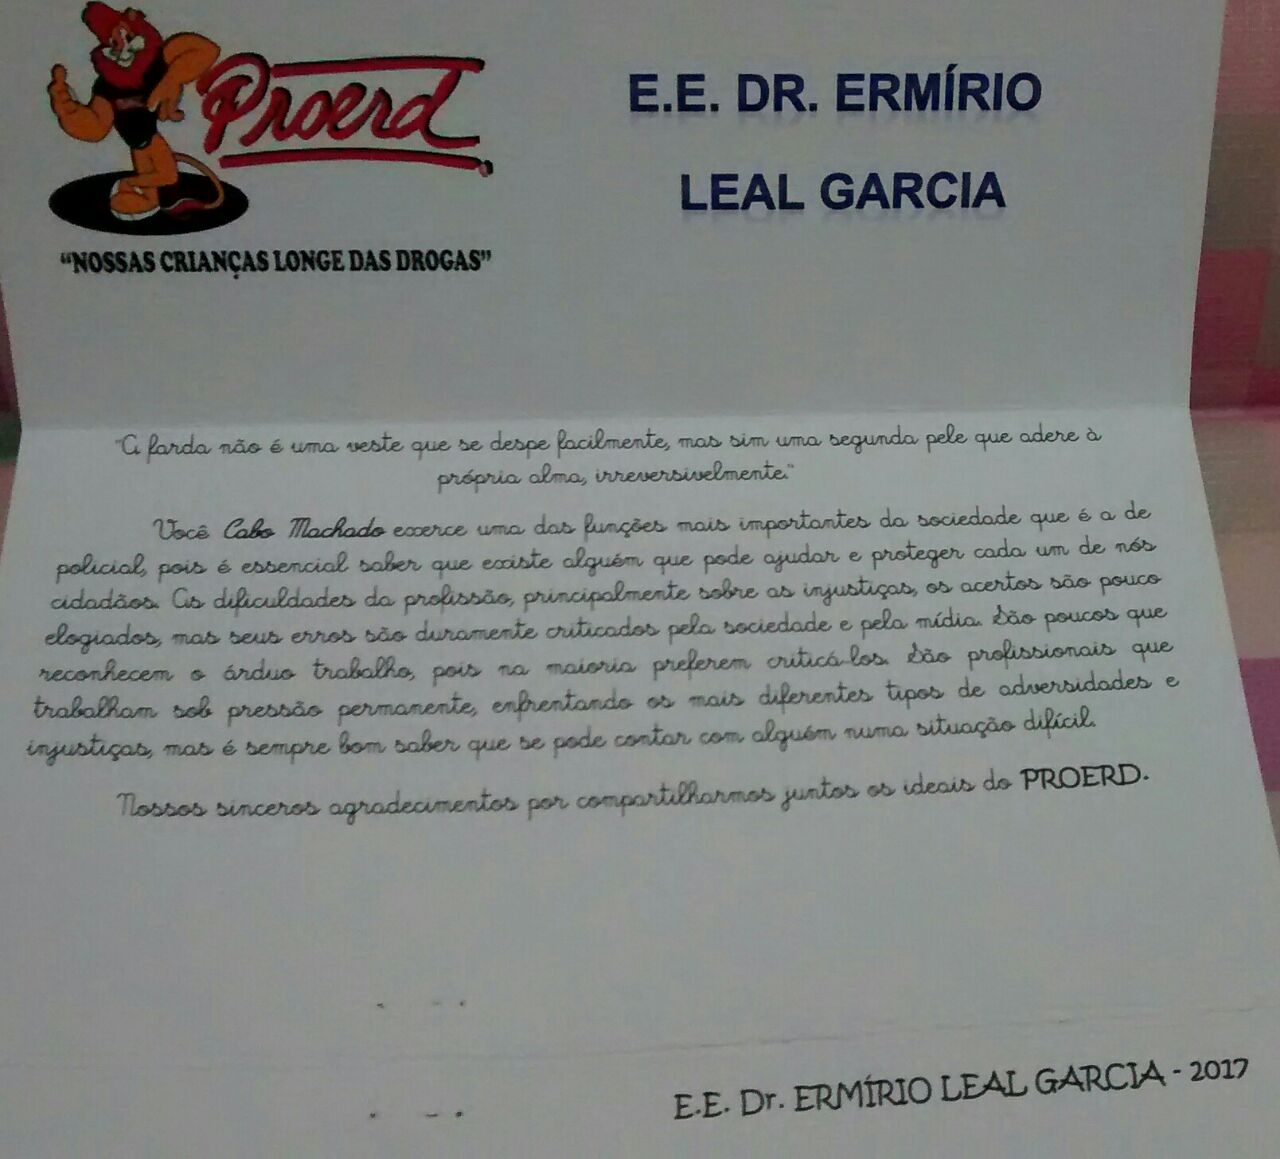 Proerd
E.E. DR. ERMÍRIO
LEAL GARCIA
“NOSSAS CRIANÇAS LONGE DAS DROGAS”
“A farda não é uma veste que se despe facilmente, mas sim uma segunda pele que adere à
própria alma, irreversivelmente.”
Você Cabo Machado exerce uma das funções mais importantes da sociedade que é a de
policial, pois é essencial saber que existe alguém que pode ajudar e proteger cada um de nós
cidadãos. As dificuldades da profissão, principalmente sobre as injustiças, os acertos são pouco
elogiados, mas seus erros são duramente criticados pela sociedade e pela mídia. São poucos que
reconhecem o árduo trabalho, pois na maioria preferem criticá-los. São profissionais que
trabalham sob pressão permanente, enfrentando os mais diferentes tipos de adversidades e
injustiças, mas é sempre bom saber que se pode contar com alguém numa situação difícil.
Nossos sinceros agradecimentos por compartilharmos juntos os ideais do PROERD.
E.E. Dr. ERMÍRIO LEAL GARCIA - 2017